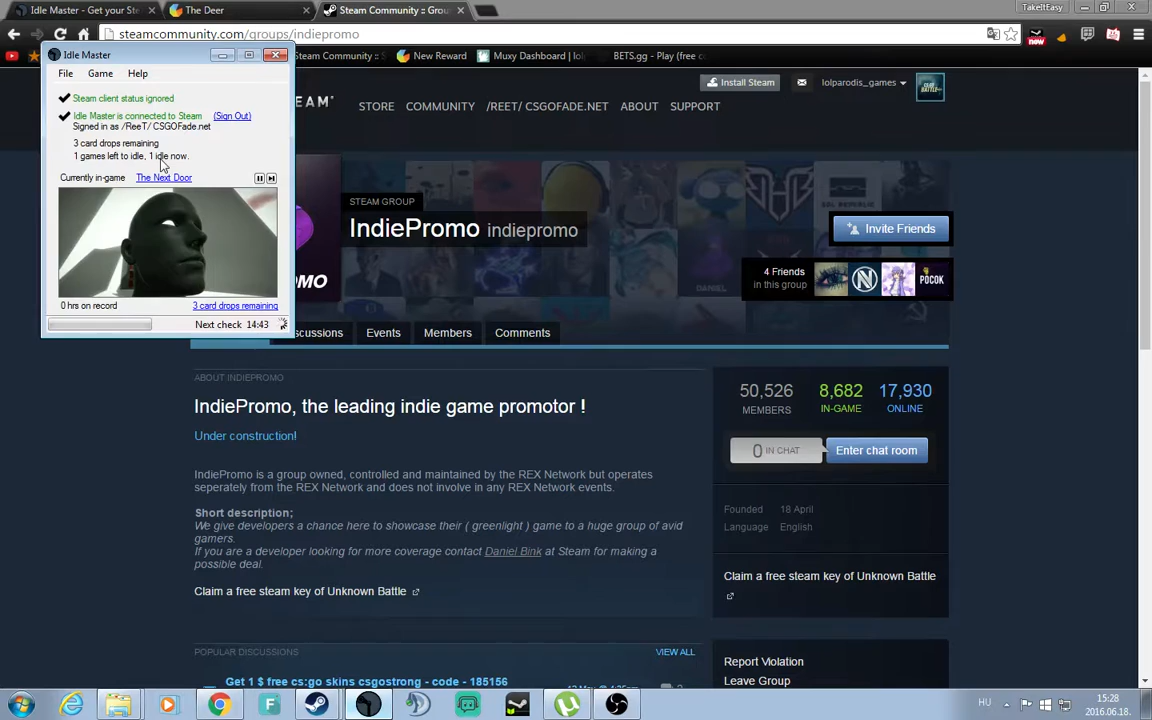 Idle Master - Get your Ste
The Deer
Steam Community :: Grou
TakeItEasy
steamcommunity.com/groups/indiepromo
new
Steam Community :: Gr
New Reward
Muxy Dashboard | log
BETS.gg - Play (free co
Idle Master
File
Game
Help
Steam client status ignored
Idle Master is connected to Steam
(Sign Out)
Signed in as /ReeT/ CSGOFade.net
3 card drops remaining
1 games left to idle, 1 idle now.
Currently in-game
The Next Door
0 hrs on record
3 card drops remaining
Next check
14:43
STORE
COMMUNITY
/REET/ CSGOFADE.NET
ABOUT
SUPPORT
Install Steam
lolparodis_games
STEAM GROUP
IndiePromo
indiepromo
DANIEL
Invite Friends
4 Friends
in this group
POCOK
Events
Members
Comments
ABOUT INDIEPROMO
IndiePromo, the leading indie game promotor !
Under construction!
IndiePromo is a group owned, controlled and maintained by the REX Network but operates
seperately from the REX Network and does not involve in any REX Network events.
Short description;
We give developers a chance here to showcase their ( greenlight ) game to a huge group of avid
gamers.
If you are a developer looking for more coverage contact Daniel Bink at Steam for making a
possible deal.
Claim a free steam key of Unknown Battle
POPULAR DISCUSSIONS
VIEW ALL
Get 1 $ free cs:go skins csgostrong - code - 185156
50,526
MEMBERS
8,682
IN-GAME
17,930
ONLINE
0 IN CHAT
Enter chat room
Founded
18 April
Language
English
Claim a free steam key of Unknown Battle
Report Violation
Leave Group
HU
15:28
2016.06.18.